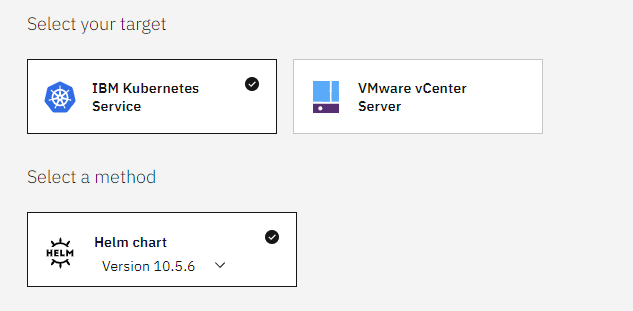 Select your target
IBM Kubernetes
Service
VMware vCenter
Server
Select a method
HELM
Helm chart
Version 10.5.6